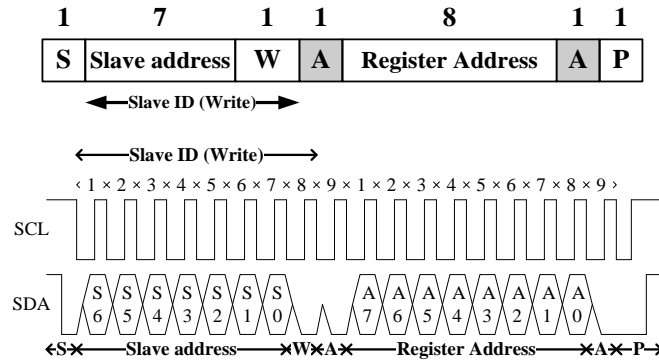 1 7 1 1 8 1 1
S Slave address W A Register Address A P
Slave ID (Write)
Slave ID (Write)
1 2 3 4 5 6 7 8 9 1 2 3 4 5 6 7 8 9
SCL
SDA
S6 S5 S4 S3 S2 S1 S0 A7 A6 A5 A4 A3 A2 A1 A0
S Slave address W A Register Address A P